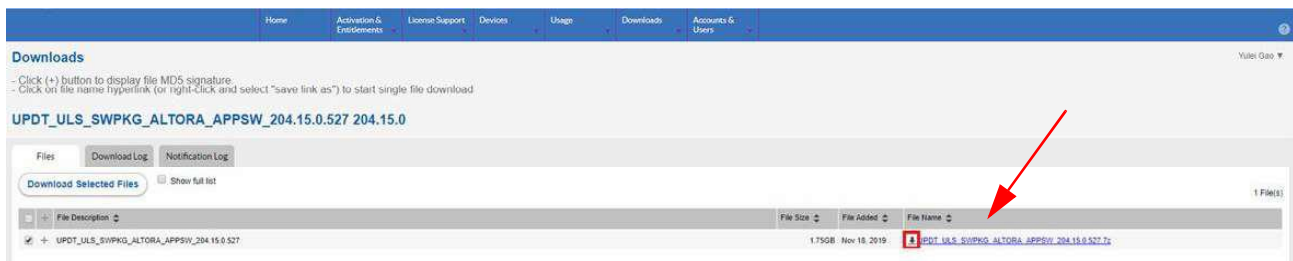 Home Activation & Entitlements License Support Devices Usage Downloads Accounts & Users
Downloads
Yulei Gao
- Click (+) button to display file MD5 signature.
- Click on file name hyperlink (or right-click and select "save link as") to start single file download
UPDT_ULS_SWPKG_ALTORA_APPSW_204.15.0.527 204.15.0
Files Download Log Notification Log
Download Selected Files Show full list
1 File(s)
File Description File Size File Added File Name
UPDT_ULS_SWPKG_ALTORA_APPSW_204.15.0.527 1.75GB Nov 18, 2019 UPDT_ULS_SWPKG_ALTORA_APPSW_204.15.0.527.7z